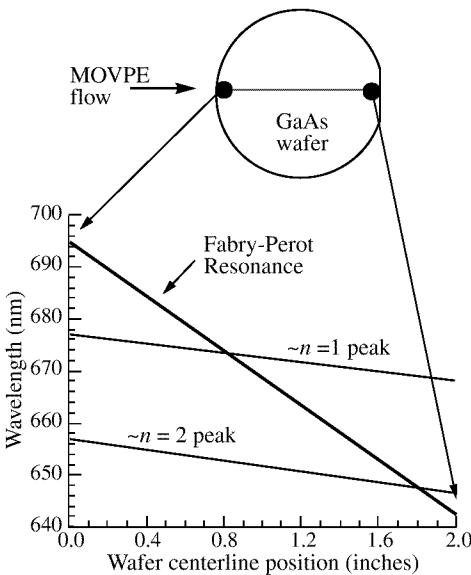 MOVPE
flow
GaAs
wafer
700
690
680
670
660
650
640
Wavelength (nm)
Fabry-Perot
Resonance
~n =1 peak
~n = 2 peak
0.0 0.4 0.8 1.2 1.6 2.0
Wafer centerline position (inches)